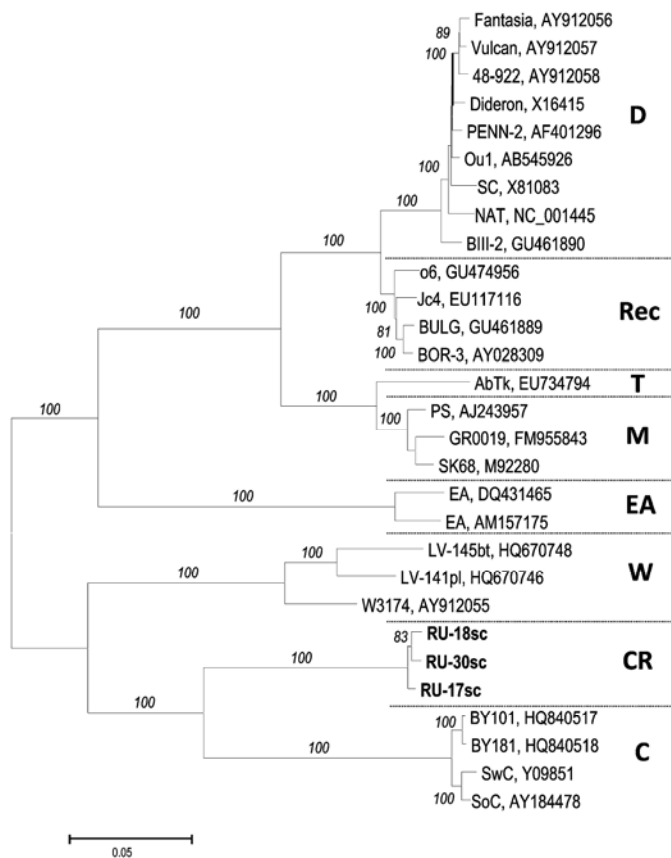 Fantasia, AY912056
89
Vulcan, AY912057
100
48-922, AY912058
Dideron, X16415
D
PENN-2, AF401296
Ou1, AB545926
100
SC, X81083
NAT, NC_001445
100
BIII-2, GU461890
o6, GU474956
100
Jc4, EU117116
Rec
100
BULG, GU461889
81
BOR-3, AY028309
100
AbTk, EU734794
T
100
PS, AJ243957
100
M
GR0019, FM955843
100
SK68, M92280
EA, DQ431465
100
EA
EA, AM157175
LV-145bt, HQ670748
100
W
100
LV-141pl, HQ670746
W3174, AY912055
RU-18sc
83
100
RU-30sc
CR
RU-17sc
100
BY101, HQ840517
100
100
BY181, HQ840518
C
SwC, Y09851
SoC, AY184478
100
0.05